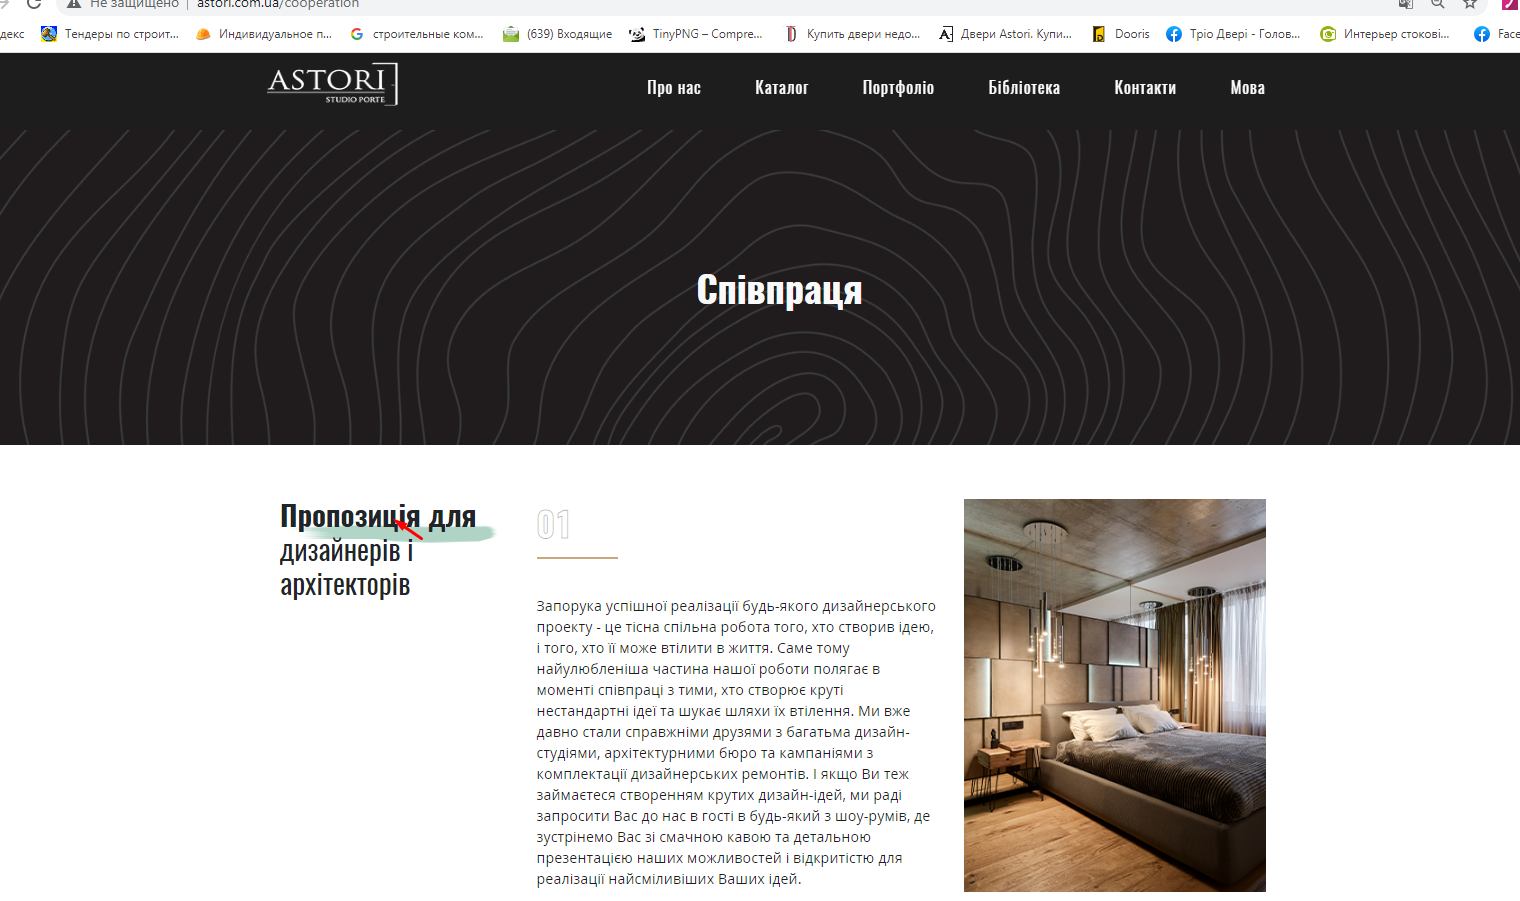 Не защищено | astori.com.ua/cooperation
декс Тендеры по строит... Индивидуальное п... строительные ком... (639) Входящие TinyPNG – Compre... Купить двери недо... Двери Astori. Купи... Dooris Тріо Двері - Голов... Интерьер стокові... Face
ASTORI
STUDIO PORTE
Про нас Каталог Портфоліо Бібліотека Контакти Мова
Співпраця
Пропозиція для
дизайнерів і
архітекторів
01
Запорука успішної реалізації будь-якого дизайнерського
проекту - це тісна спільна робота того, хто створив ідею,
і того, хто її може втілити в життя. Саме тому
найулюбленіша частина нашої роботи полягає в
моменті співпраці з тими, хто створює круті
нестандартні ідеї та шукає шляхи їх втілення. Ми вже
давно стали справжніми друзями з багатьма дизайн-
студіями, архітектурними бюро та кампаніями з
комплектації дизайнерських ремонтів. І якщо Ви теж
займаєтеся створенням крутих дизайн-ідей, ми раді
запросити Вас до нас в гості в будь-який з шоу-румів, де
зустрінемо Вас зі смачною кавою та детальною
презентацією наших можливостей і відкритістю для
реалізації найсміливіших Ваших ідей.